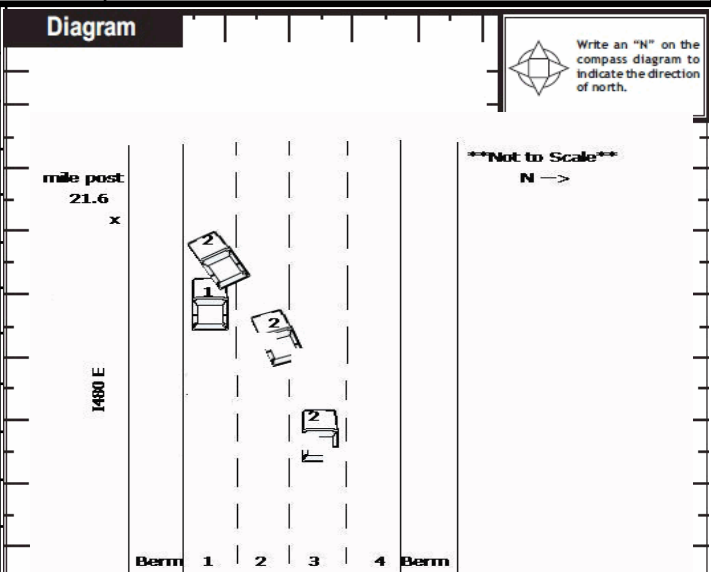 Diagram
Write an "N" on the
compass diagram to
indicate the direction
of north.
**Not to Scale**
N -->
mile post
21.6
x
2
1
2
I480 E
2
Berm 1 2 3 4 Berm